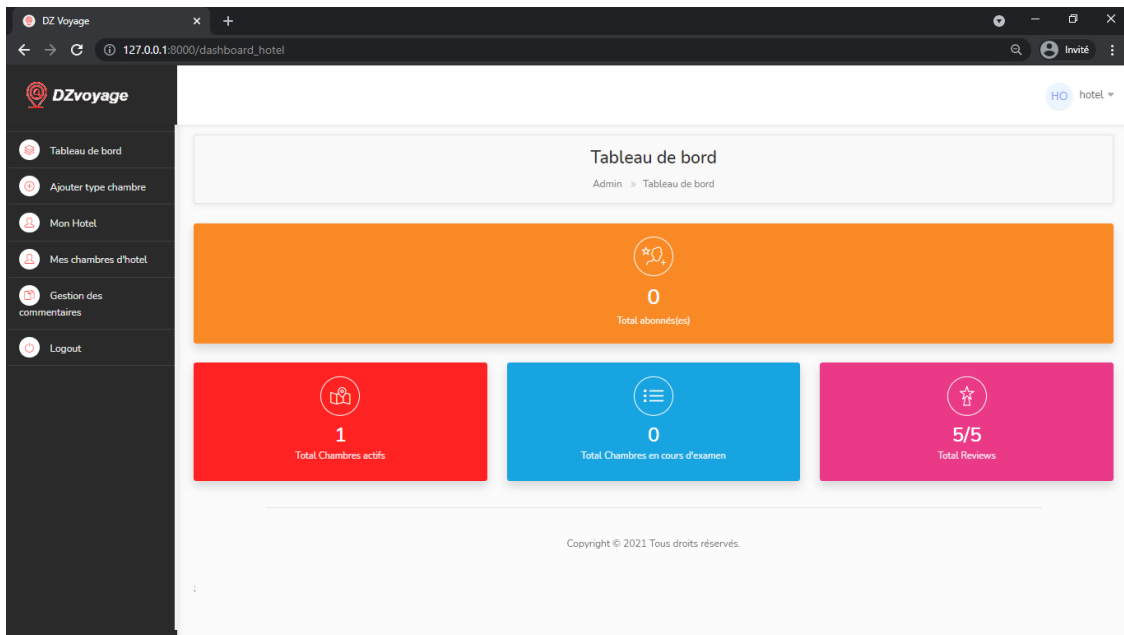 DZ Voyage
127.0.0.1:8000/dashboard_hotel
Invité
DZvoyage
HO hotel
Tableau de bord
Ajouter type chambre
Mon Hotel
Mes chambres d'hotel
Gestion des
commentaires
Logout
Tableau de bord
Admin » Tableau de bord
0
Total abonnés(es)
1
Total Chambres actifs
0
Total Chambres en cours d'examen
5/5
Total Reviews
Copyright © 2021 Tous droits réservés.
;